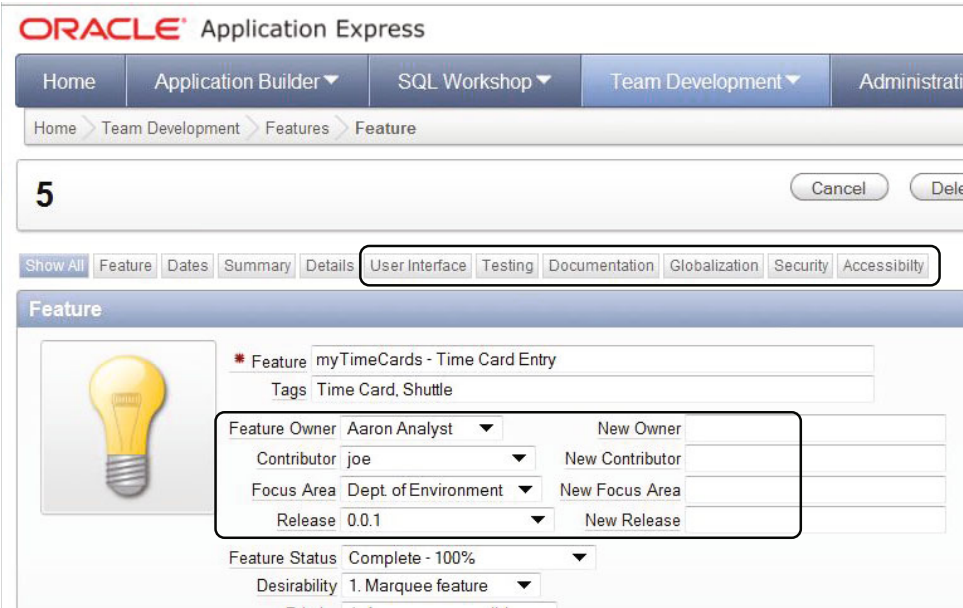 ORACLE Application Express
Home Application Builder SQL Workshop Team Development Administrati
Home Team Development Features Feature
5 Cancel Dele
Show All Feature Dates Summary Details User Interface Testing Documentation Globalization Security Accessibilty
Feature
* Feature myTimeCards - Time Card Entry
Tags Time Card, Shuttle
Feature Owner Aaron Analyst New Owner
Contributor joe New Contributor
Focus Area Dept. of Environment New Focus Area
Release 0.0.1 New Release
Feature Status Complete - 100%
Desirability 1. Marquee feature